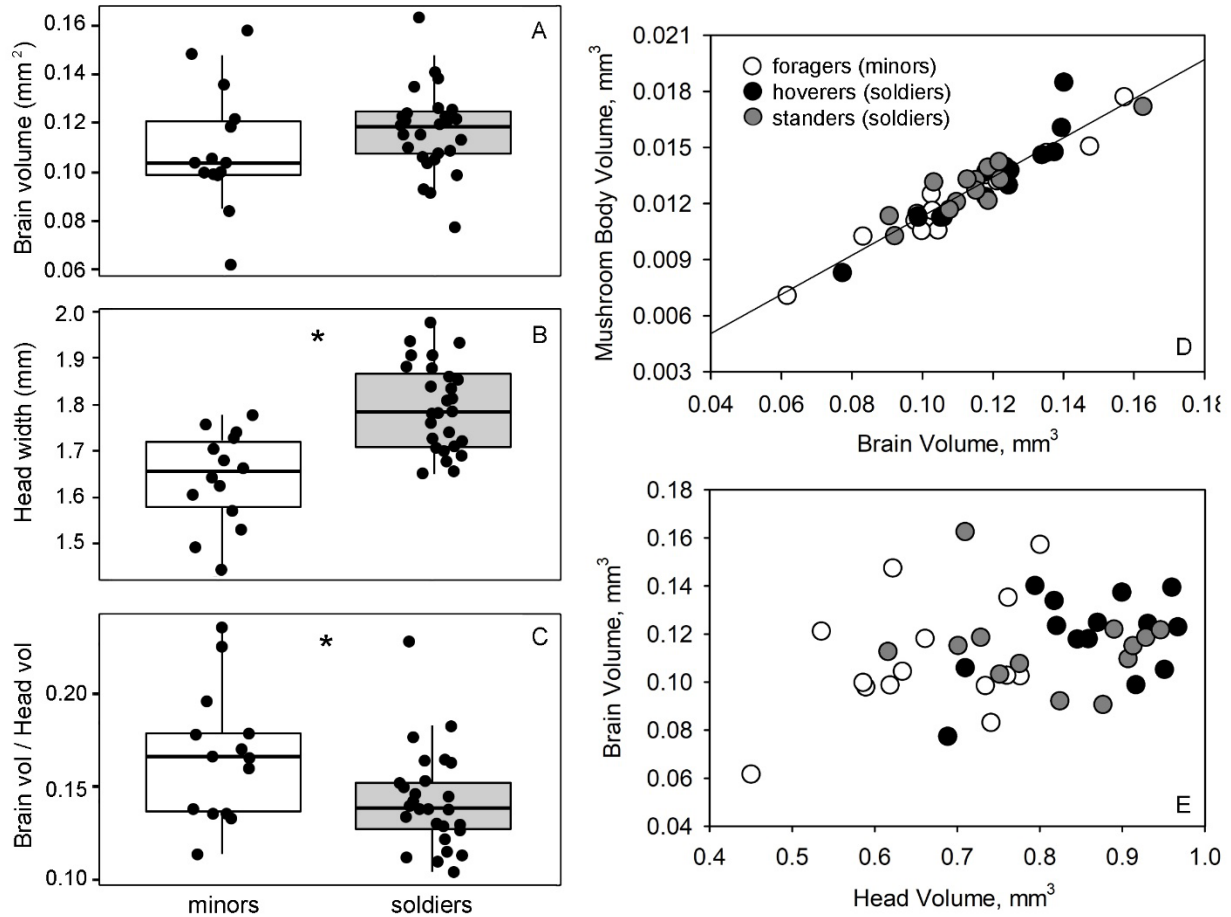 A
Brain volume (mm²)
0.16
0.14
0.12
0.10
0.08
0.06
B
*
Head width (mm)
2.0
1.9
1.8
1.7
1.6
1.5
C
*
Brain vol / Head vol
0.20
0.15
0.10
minors soldiers
D
Mushroom Body Volume, mm³
0.021
0.018
0.015
0.012
0.009
0.006
0.003
foragers (minors)
hoverers (soldiers)
standers (soldiers)
0.04 0.06 0.08 0.10 0.12 0.14 0.16 0.18
Brain Volume, mm³
E
Brain Volume, mm³
0.18
0.16
0.14
0.12
0.10
0.08
0.06
0.04
0.4 0.5 0.6 0.7 0.8 0.9 1.0
Head Volume, mm³